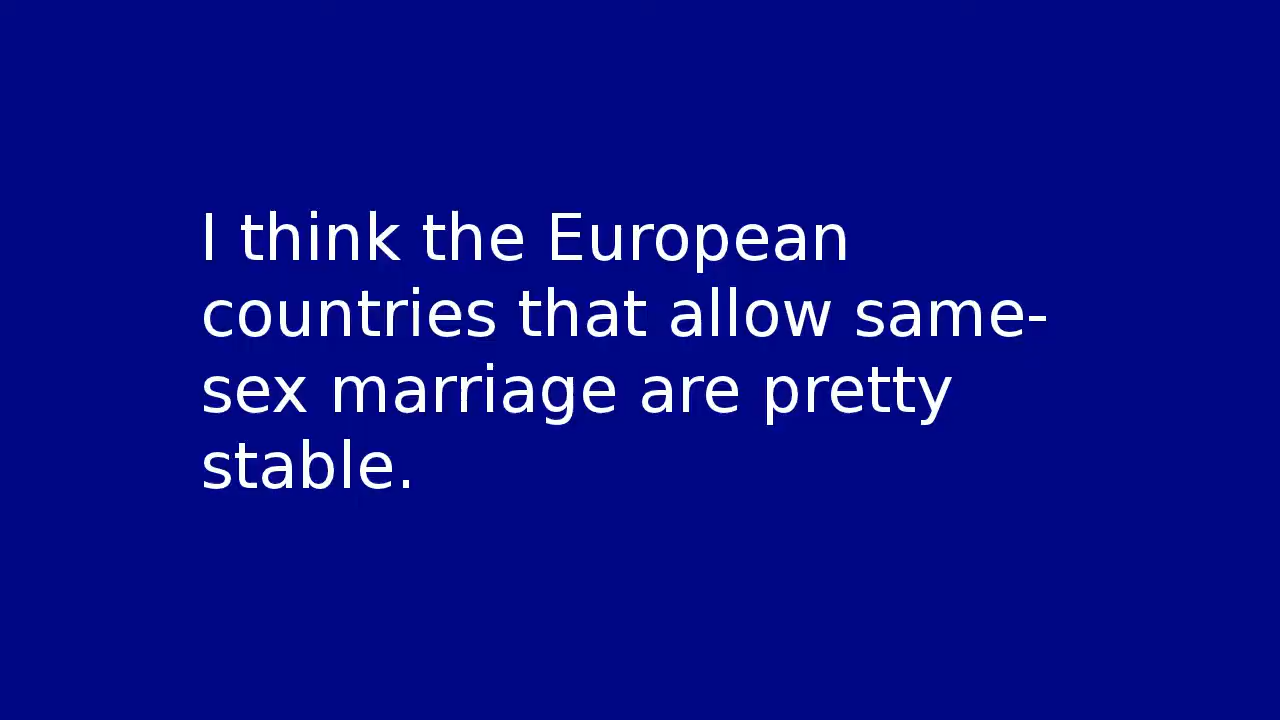 I think the European
countries that allow same-
sex marriage are pretty
stable.